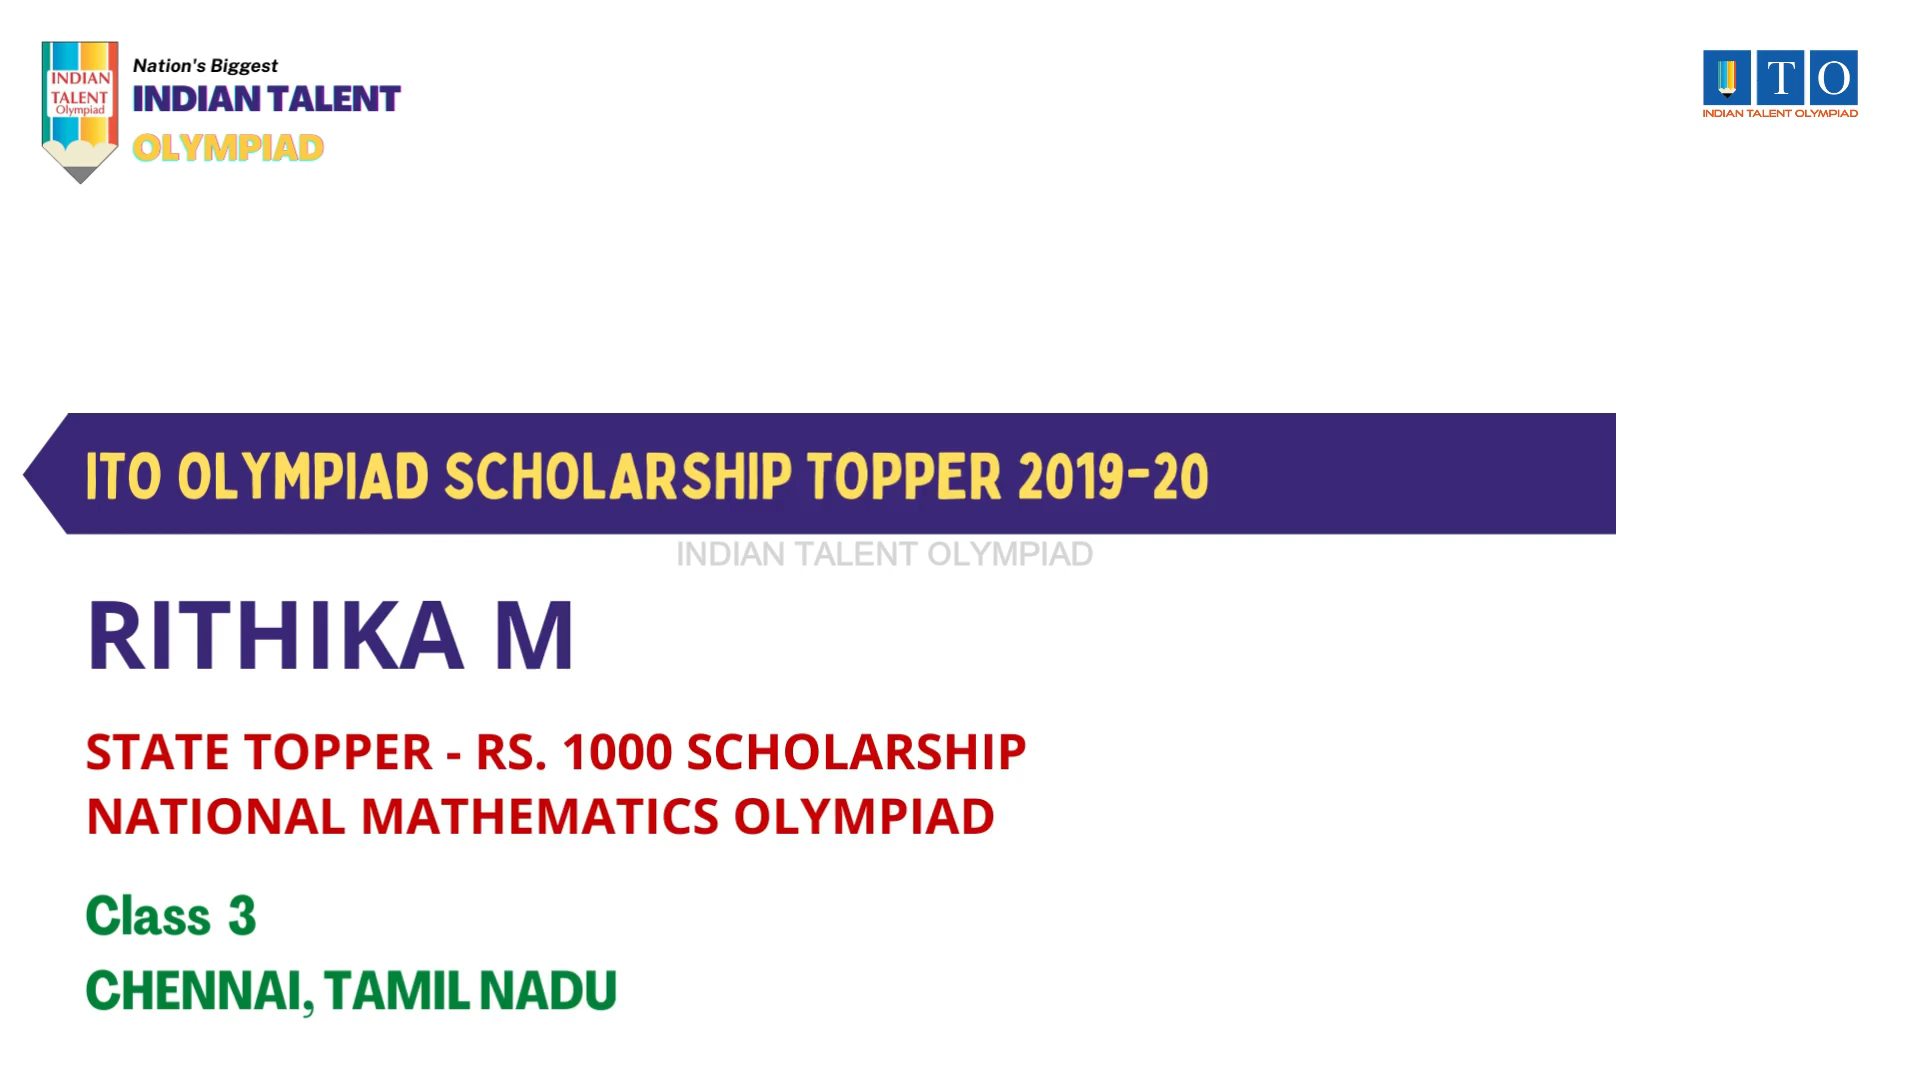 INDIAN
TALENT
Olympiad
Nation's Biggest
INDIAN TALENT
OLYMPIAD
T O
INDIAN TALENT OLYMPIAD
ITO OLYMPIAD SCHOLARSHIP TOPPER 2019-20
INDIAN TALENT OLYMPIAD
RITHIKA M
STATE TOPPER - RS. 1000 SCHOLARSHIP
NATIONAL MATHEMATICS OLYMPIAD
Class 3
CHENNAI, TAMIL NADU